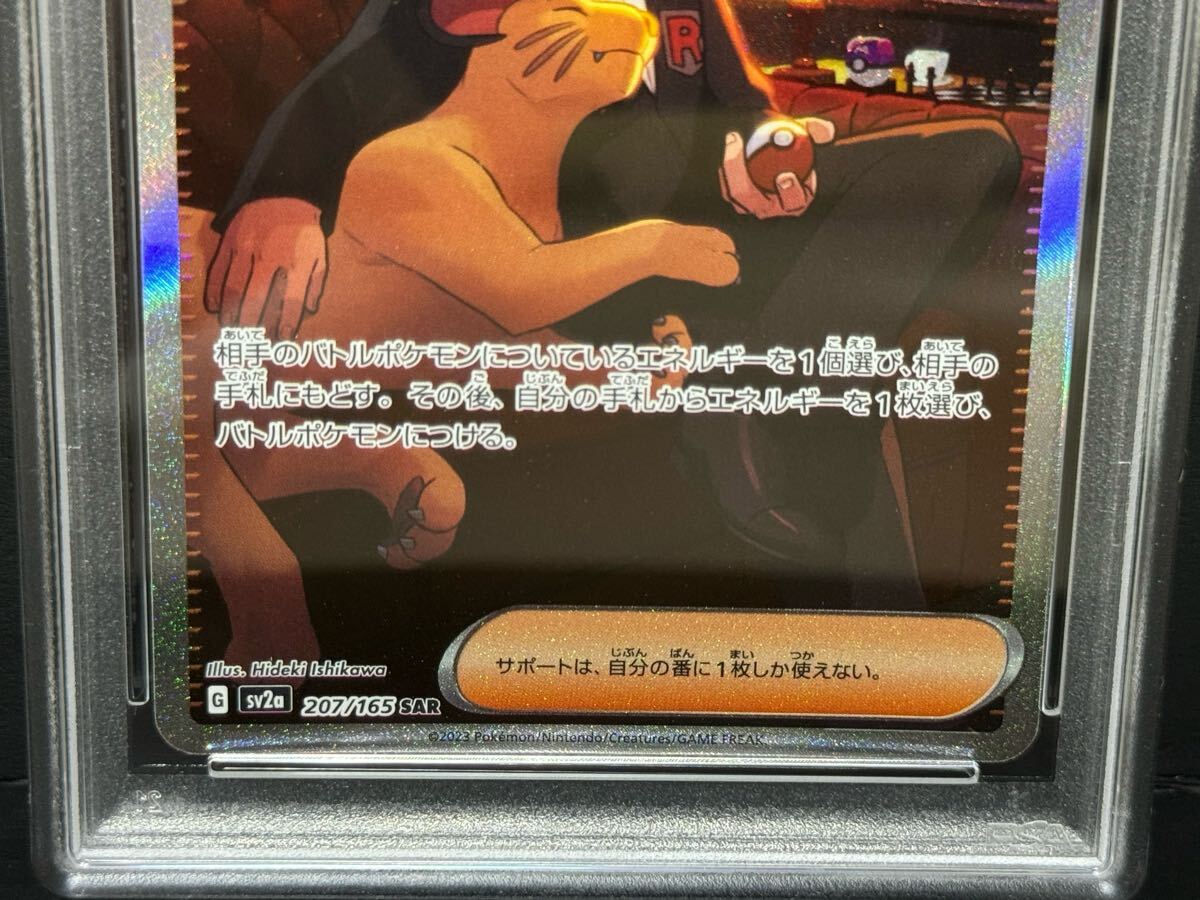 R
相手のバトルポケモンについているエネルギーを1個選び、相手の
手札にもどす。その後、自分の手札からエネルギーを1枚選び、
バトルポケモンにつける。
サポートは、自分の番に1枚しか使えない。
Illus. Hideki Ishikawa
G sv2a 207/165 SAR
©2023 Pokémon/Nintendo/Creatures/GAME FREAK